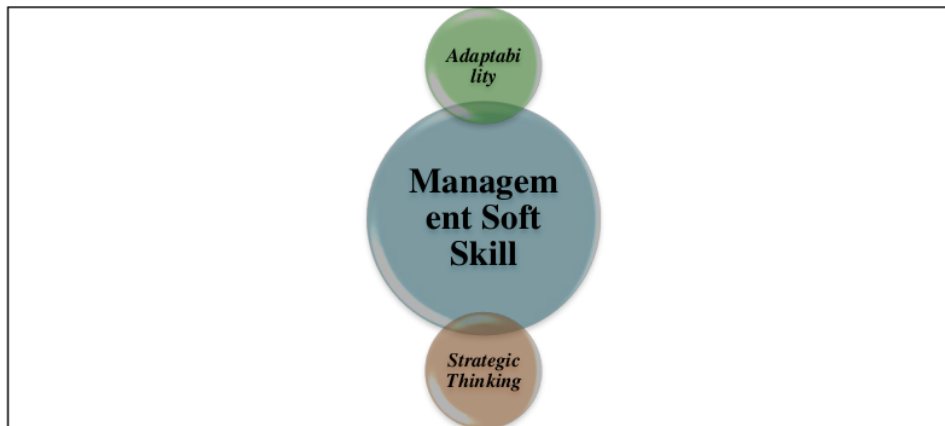 Adaptabi
lity
Managem
ent Soft
Skill
Strategic
Thinking